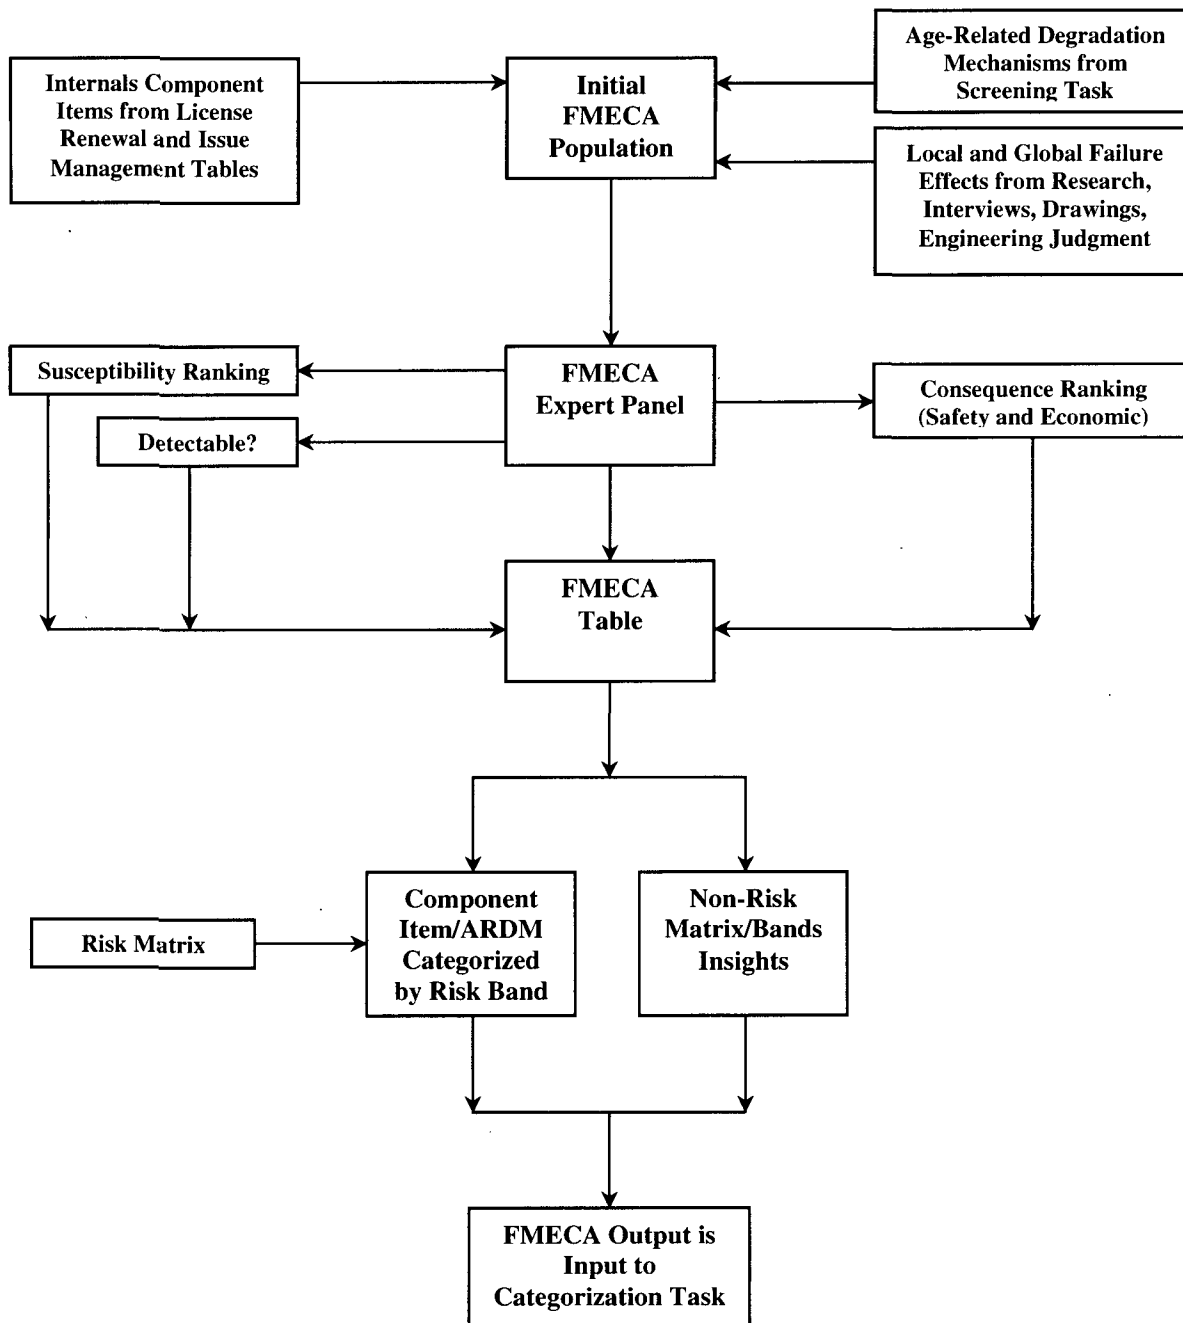 Internals Component
Items from License
Renewal and Issue
Management Tables
Initial
FMECA
Population
Age-Related Degradation
Mechanisms from
Screening Task
Local and Global Failure
Effects from Research,
Interviews, Drawings,
Engineering Judgment
Susceptibility Ranking
Detectable?
FMECA
Expert Panel
Consequence Ranking
(Safety and Economic)
FMECA
Table
Risk Matrix
Component
Item/ARDM
Categorized
by Risk Band
Non-Risk
Matrix/Bands
Insights
FMECA Output is
Input to
Categorization Task